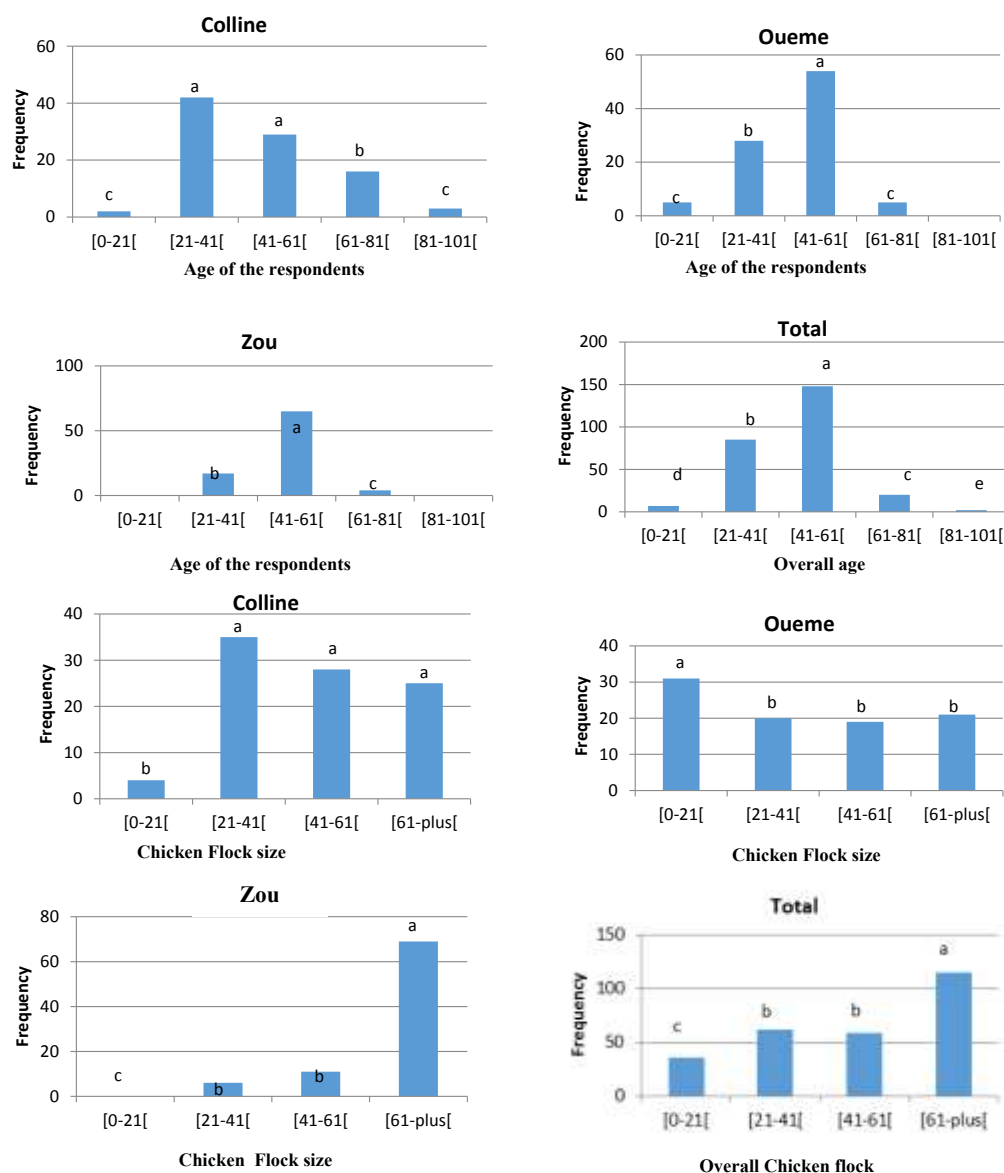 Colline
60
40
20
0
Frequency
c
a
a
b
c
[0-21[ [21-41[ [41-61[ [61-81[ [81-101[
Age of the respondents
Oueme
60
40
20
0
Frequency
c
b
a
c
[0-21[ [21-41[ [41-61[ [61-81[ [81-101[
Age of the respondents
Zou
100
50
0
Frequency
b
a
c
[0-21[ [21-41[ [41-61[ [61-81[ [81-101[
Age of the respondents
Total
200
150
100
50
0
Frequency
d
b
a
c
e
[0-21[ [21-41[ [41-61[ [61-81[ [81-101[
Overall age
Colline
40
30
20
10
0
Frequency
b
a
a
a
[0-21[ [21-41[ [41-61[ [61-plus[
Chicken Flock size
Oueme
40
30
20
10
0
Frequency
a
b
b
b
[0-21[ [21-41[ [41-61[ [61-plus[
Chicken Flock size
Zou
80
60
40
20
0
Frequency
c
b
b
a
[0-21[ [21-41[ [41-61[ [61-plus[
Chicken Flock size
Total
150
100
50
0
Frequency
c
b
b
a
[0-21[ [21-41[ [41-61[ [61-plus[
Overall Chicken flock